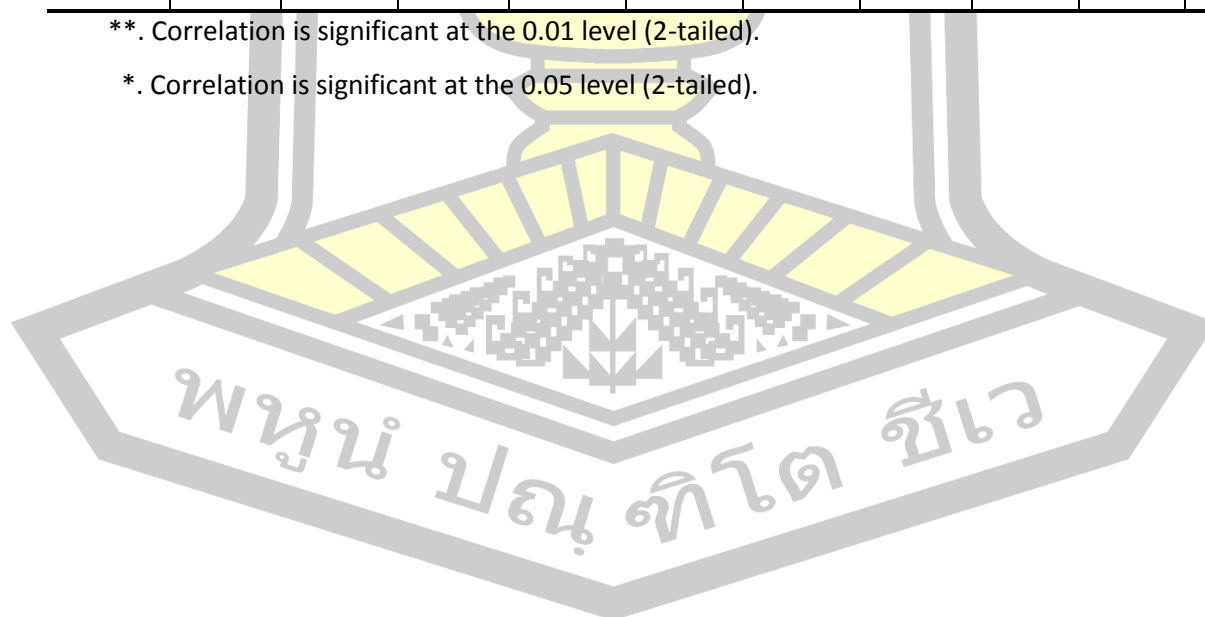 **. Correlation is significant at the 0.01 level (2-tailed).
*. Correlation is significant at the 0.05 level (2-tailed).
พหูนํ ปณฺฑิโต ชีเว